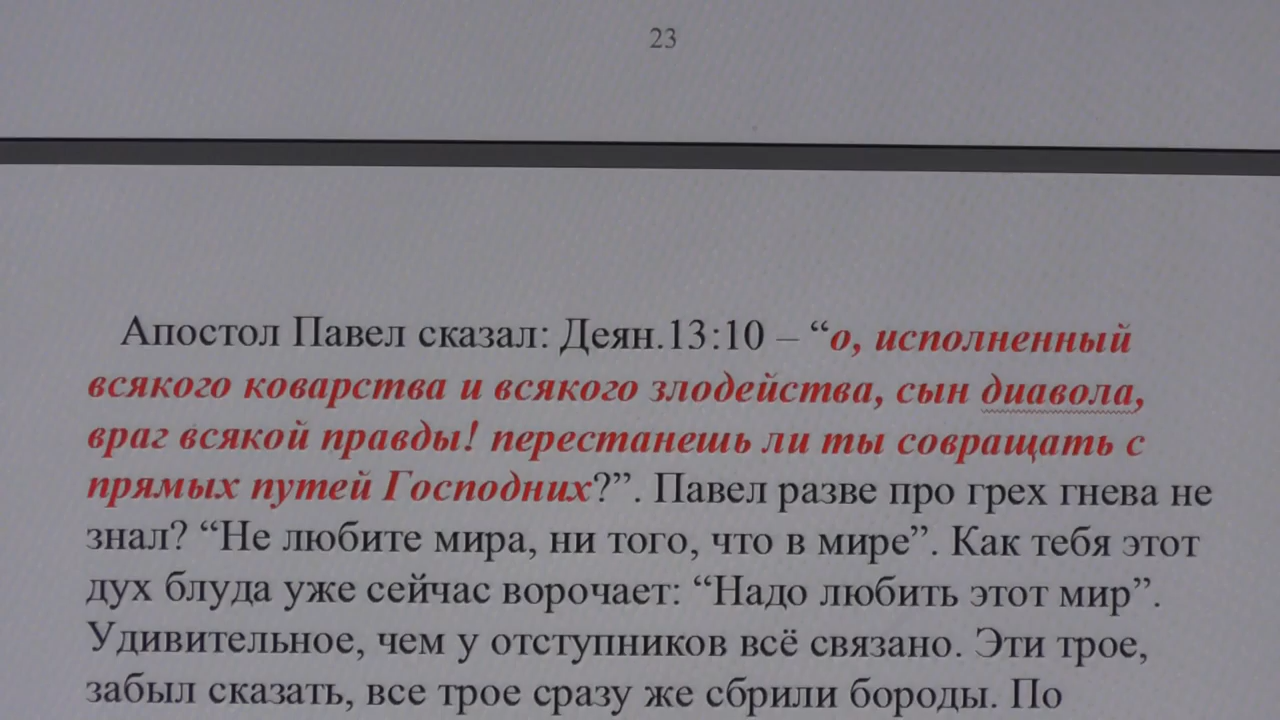 23
Апостол Павел сказал: Деян.13:10 – “о, исполненный
всякого коварства и всякого злодейства, сын диавола,
враг всякой правды! перестанешь ли ты совращать с
прямых путей Господних?”. Павел разве про грех гнева не
знал? “Не любите мира, ни того, что в мире”. Как тебя этот
дух блуда уже сейчас ворочает: “Надо любить этот мир”.
Удивительное, чем у отступников всё связано. Эти трое,
забыл сказать, все трое сразу же сбрили бороды. По